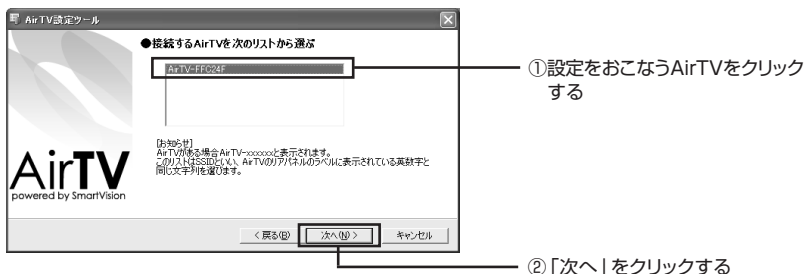 AirTV設定ツール
●接続するAirTVを次のリストから選ぶ
AirTV-FFC24F
①設定をおこなうAirTVをクリック
する
[お知らせ]
AirTVがある場合AirTV-xxxxxxと表示されます。
このリストはSSIDといい、AirTVのリアパネルのラベルに表示されている英数字と
同じ文字列を選びます。
AirTV
powered by SmartVision
< 戻る(B)
次へ(N) >
キャンセル
②「次へ」をクリックする